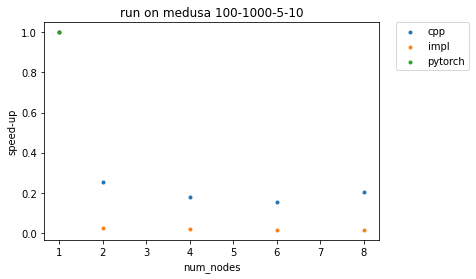 run on medusa 100-1000-5-10
cpp
impl
pytorch
speed-up
1.0
0.8
0.6
0.4
0.2
0.0
1 2 3 4 5 6 7 8
num_nodes